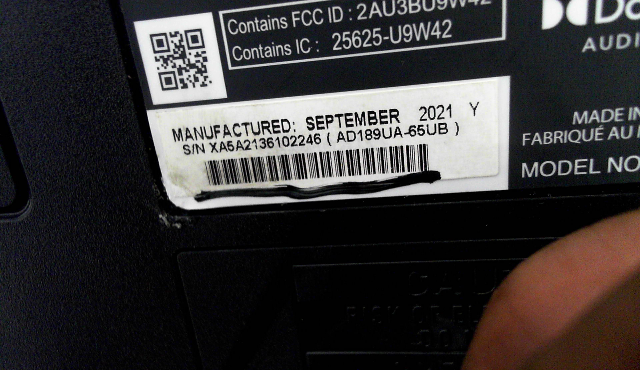 Contains FCC ID : 2AU3BU9W42
Contains IC : 25625-U9W42
AUDI
MANUFACTURED: SEPTEMBER 2021 Y
S/N XA5A2136102246 ( AD189UA-65UB )
MADE IN
FABRIQUÉ AU
MODEL NO